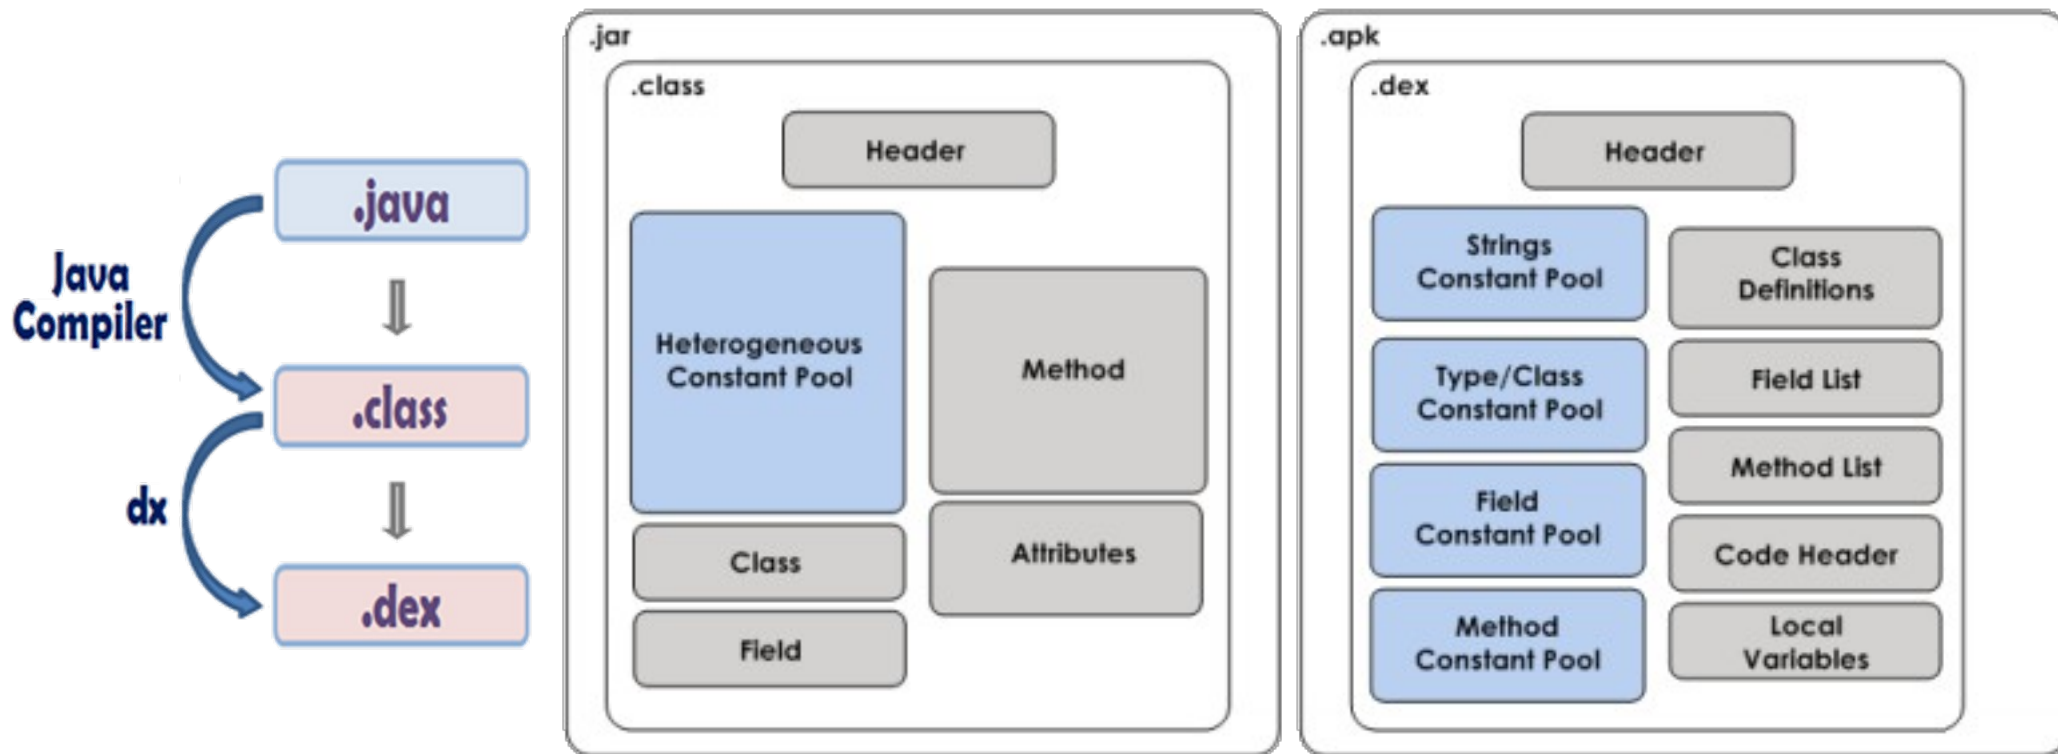 .java
Java
Compiler
.class
dx
.dex
.jar
.class
Header
Heterogeneous
Constant Pool
Method
Class
Attributes
Field
.apk
.dex
Header
Strings
Constant Pool
Type/Class
Constant Pool
Field
Constant Pool
Method
Constant Pool
Class
Definitions
Field List
Method List
Code Header
Local
Variables